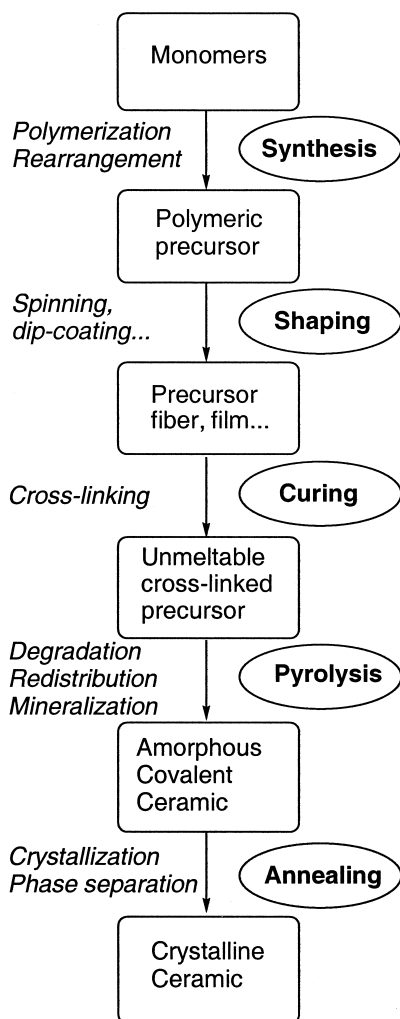 Monomers
Polymerization
Rearrangement
Synthesis
Polymeric
precursor
Spinning,
dip-coating...
Shaping
Precursor
fiber, film...
Cross-linking
Curing
Unmeltable
cross-linked
precursor
Degradation
Redistribution
Mineralization
Pyrolysis
Amorphous
Covalent
Ceramic
Crystallization
Phase separation
Annealing
Crystalline
Ceramic